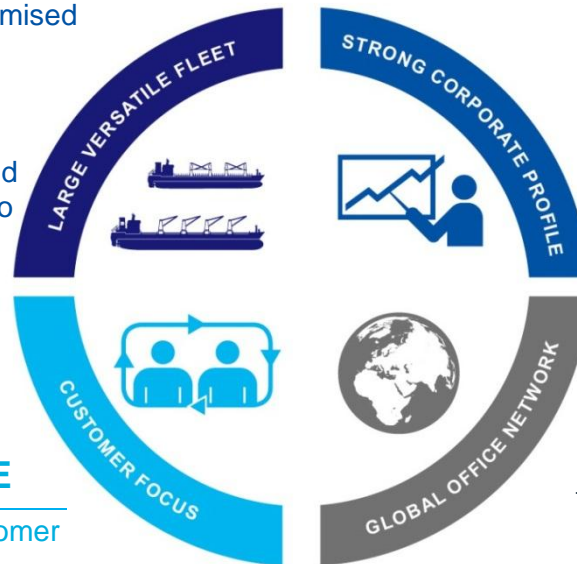 mised
LARGE VERSATILE FLEET
STRONG CORPORATE PROFILE
d
o
CUSTOMER FOCUS
GLOBAL OFFICE NETWORK
E
omer